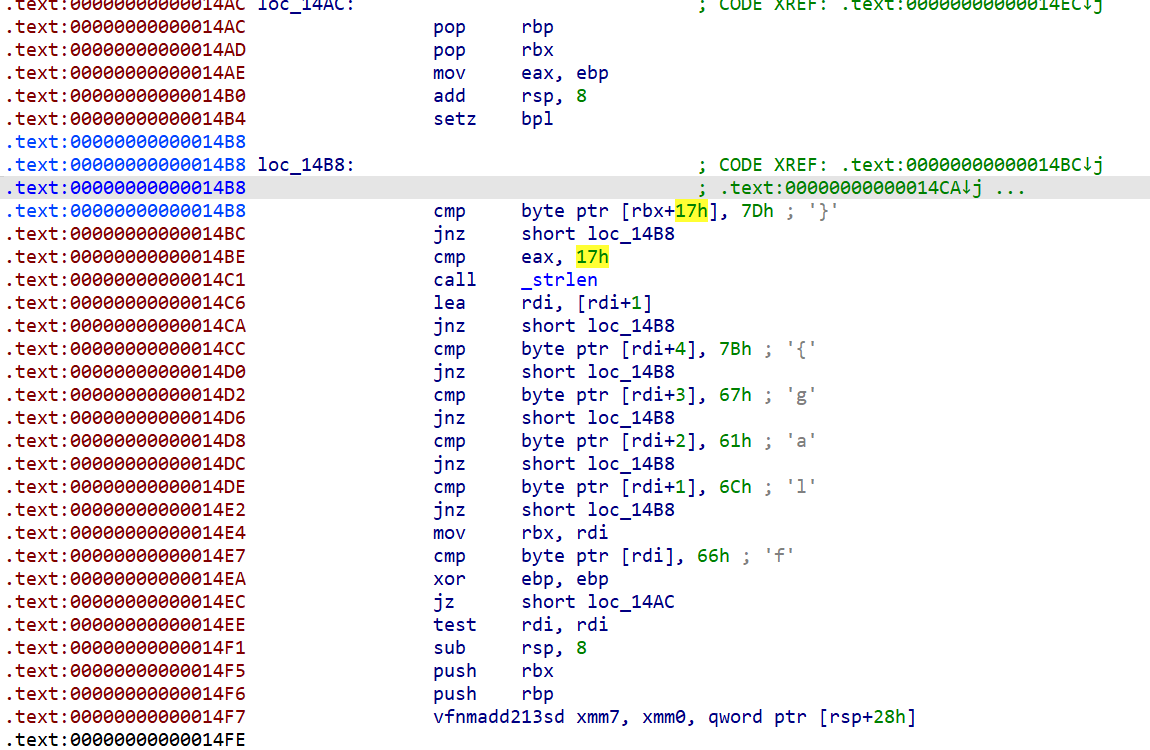 .text:00000000000014AC loc_14AC: ; CODE XREF: .text:00000000000014EC↓j
.text:00000000000014AC pop rbp
.text:00000000000014AD pop rbx
.text:00000000000014AE mov eax, ebp
.text:00000000000014B0 add rsp, 8
.text:00000000000014B4 setz bpl
.text:00000000000014B8
.text:00000000000014B8 loc_14B8: ; CODE XREF: .text:00000000000014BC↓j
.text:00000000000014B8 ; .text:00000000000014CA↓j ...
.text:00000000000014B8 cmp byte ptr [rbx+17h], 7Dh ; '}'
.text:00000000000014BC jnz short loc_14B8
.text:00000000000014BE cmp eax, 17h
.text:00000000000014C1 call _strlen
.text:00000000000014C6 lea rdi, [rdi+1]
.text:00000000000014CA jnz short loc_14B8
.text:00000000000014CC cmp byte ptr [rdi+4], 7Bh ; '{'
.text:00000000000014D0 jnz short loc_14B8
.text:00000000000014D2 cmp byte ptr [rdi+3], 67h ; 'g'
.text:00000000000014D6 jnz short loc_14B8
.text:00000000000014D8 cmp byte ptr [rdi+2], 61h ; 'a'
.text:00000000000014DC jnz short loc_14B8
.text:00000000000014DE cmp byte ptr [rdi+1], 6Ch ; 'l'
.text:00000000000014E2 jnz short loc_14B8
.text:00000000000014E4 mov rbx, rdi
.text:00000000000014E7 cmp byte ptr [rdi], 66h ; 'f'
.text:00000000000014EA xor ebp, ebp
.text:00000000000014EC jz short loc_14AC
.text:00000000000014EE test rdi, rdi
.text:00000000000014F1 sub rsp, 8
.text:00000000000014F5 push rbx
.text:00000000000014F6 push rbp
.text:00000000000014F7 vfnmadd213sd xmm7, xmm0, qword ptr [rsp+28h]
.text:00000000000014FE